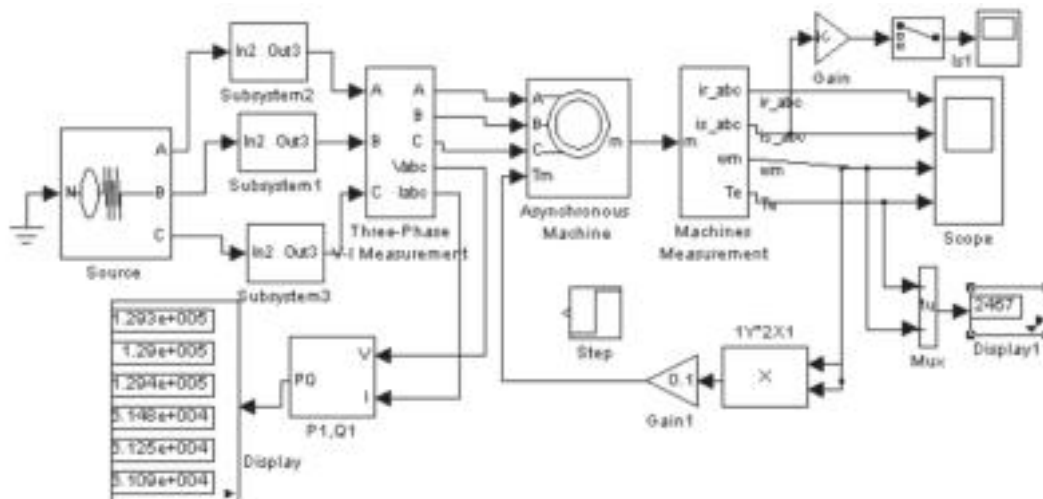 In2 Out3
Subsystem2
In2 Out3
Subsystem1
In2 Out3
Subsystem3
N
A
B
C
Source
A
B
C
A
B
C
Vabc
Iabc
Three-Phase
V-I Measurement
A
B
C
Tm
m
Asynchronous
Machine
m
ir_abc
is_abc
wm
Te
Machines
Measurement
ir_abc
is_abc
wm
Te
Gain
Is1
Scope
Mux
2467
Display1
Step
1Y*2X1
X
0.1
Gain1
V
I
PQ
P1,Q1
1.293e+005
1.29e+005
1.294e+005
5.148e+004
5.125e+004
5.109e+004
Display